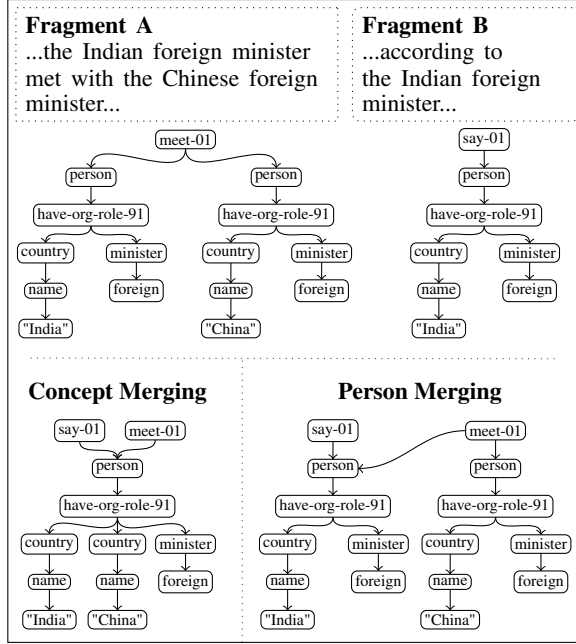 Fragment A
...the Indian foreign minister
met with the Chinese foreign
minister...
Fragment B
...according to
the Indian foreign
minister...
meet-01
person person
have-org-role-91 have-org-role-91
country minister country minister
name foreign name foreign
"India" "China"
say-01
person
have-org-role-91
country minister
name foreign
"India"
Concept Merging
say-01 meet-01
person
have-org-role-91
country country minister
name name foreign
"India" "China"
Person Merging
say-01 meet-01
person person
have-org-role-91 have-org-role-91
country minister country minister
name foreign name foreign
"India" "China"